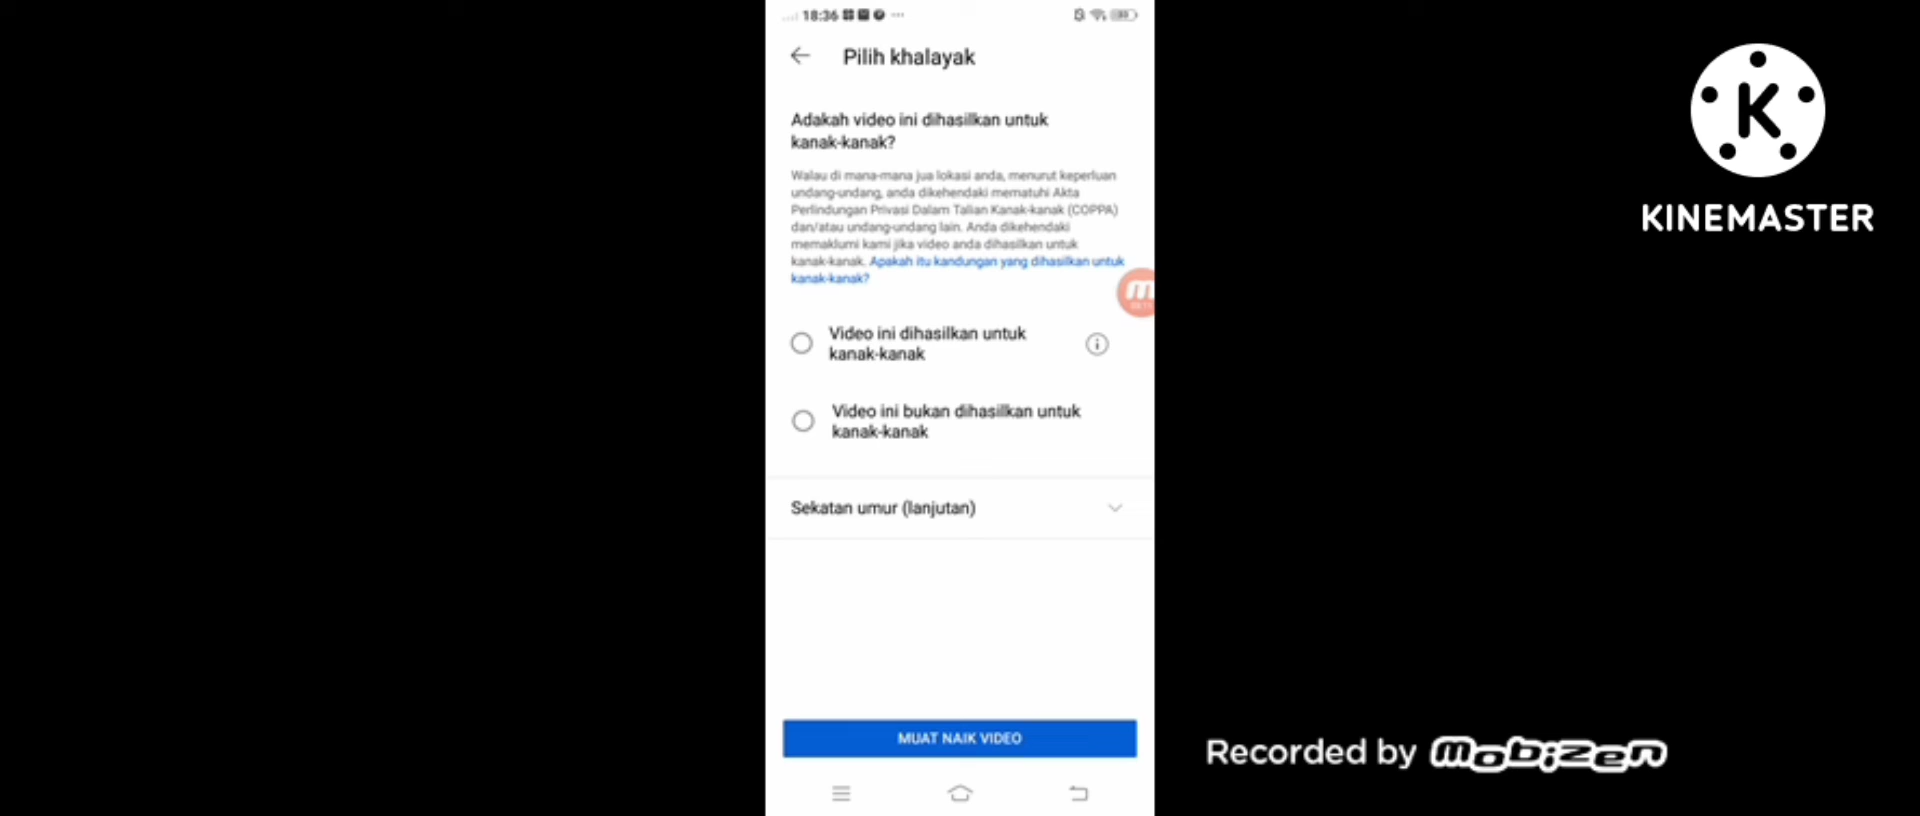 18:36
Pilih khalayak
Adakah video ini dihasilkan untuk
kanak-kanak?
Walau di mana-mana jua lokasi anda, menurut keperluan
undang-undang, anda dikehendaki mematuhi Akta
Perlindungan Privasi Dalam Talian Kanak-kanak (COPPA)
dan/atau undang-undang lain. Anda dikehendaki
memaklumi kami jika video anda dihasilkan untuk
kanak-kanak. Apakah itu kandungan yang dihasilkan untuk
kanak-kanak?
Video ini dihasilkan untuk
kanak-kanak
Video ini bukan dihasilkan untuk
kanak-kanak
Sekatan umur (lanjutan)
MUAT NAIK VIDEO
K
KINEMASTER
Recorded by mobizen